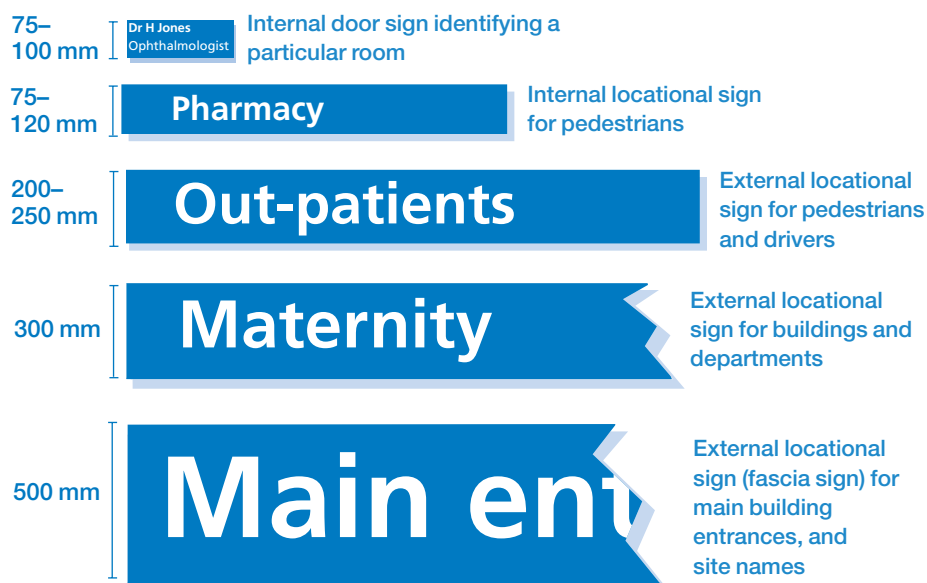 75–
100 mm
Dr H Jones
Ophthalmologist
Internal door sign identifying a
particular room
75–
120 mm
Pharmacy
Internal locational sign
for pedestrians
200–
250 mm
Out-patients
External locational
sign for pedestrians
and drivers
300 mm
Maternity
External locational
sign for buildings and
departments
500 mm
Main ent
External locational
sign (fascia sign) for
main building
entrances, and
site names